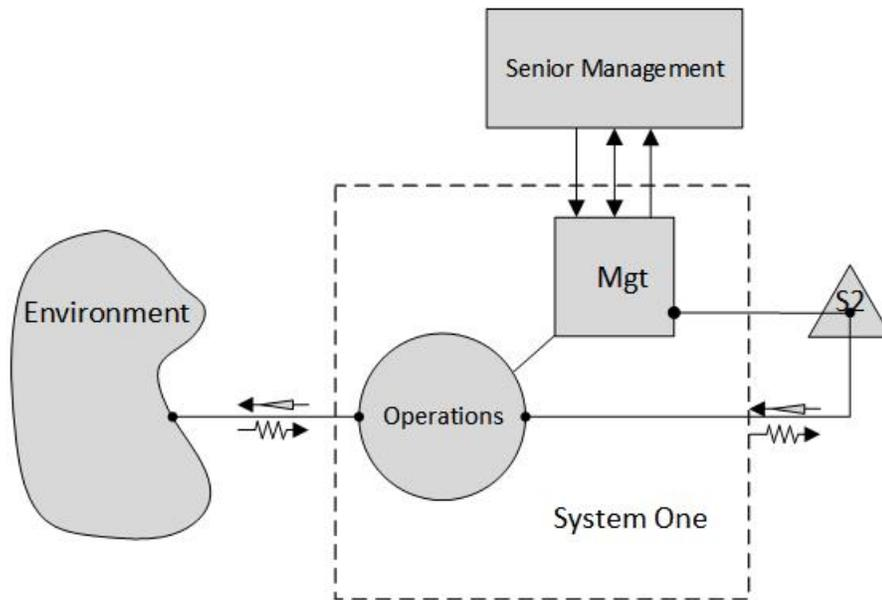 Senior Management
Mgt
S2
Environment
Operations
System One